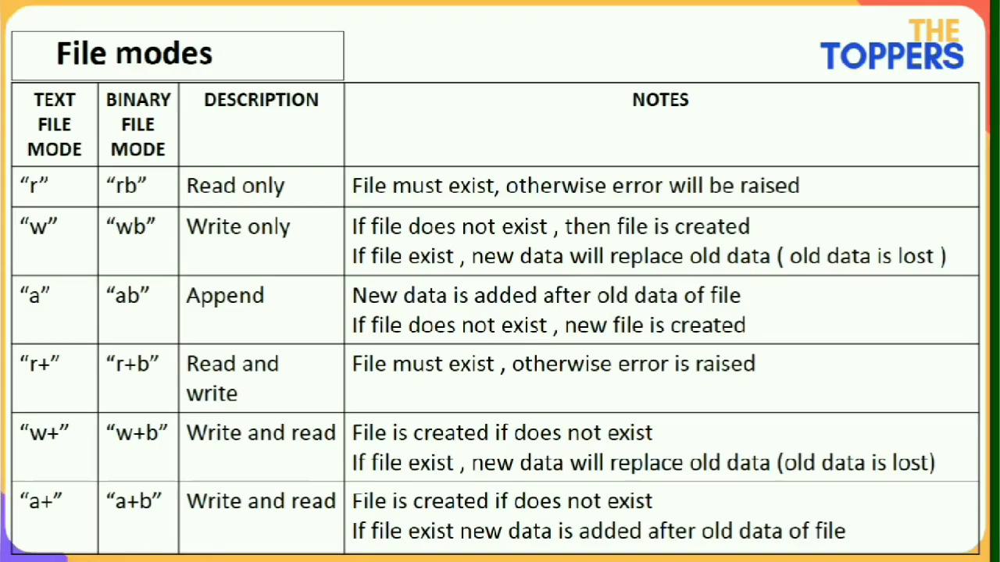 File modes
THE
TOPPERS
TEXT
FILE
MODE
BINARY
FILE
MODE
DESCRIPTION
NOTES
“r”
“rb”
Read only
File must exist, otherwise error will be raised
“w”
“wb”
Write only
If file does not exist , then file is created
If file exist , new data will replace old data ( old data is lost )
“a”
“ab”
Append
New data is added after old data of file
If file does not exist , new file is created
“r+”
“r+b”
Read and
write
File must exist , otherwise error is raised
“w+”
“w+b”
Write and read
File is created if does not exist
If file exist , new data will replace old data (old data is lost)
“a+”
“a+b”
Write and read
File is created if does not exist
If file exist new data is added after old data of file